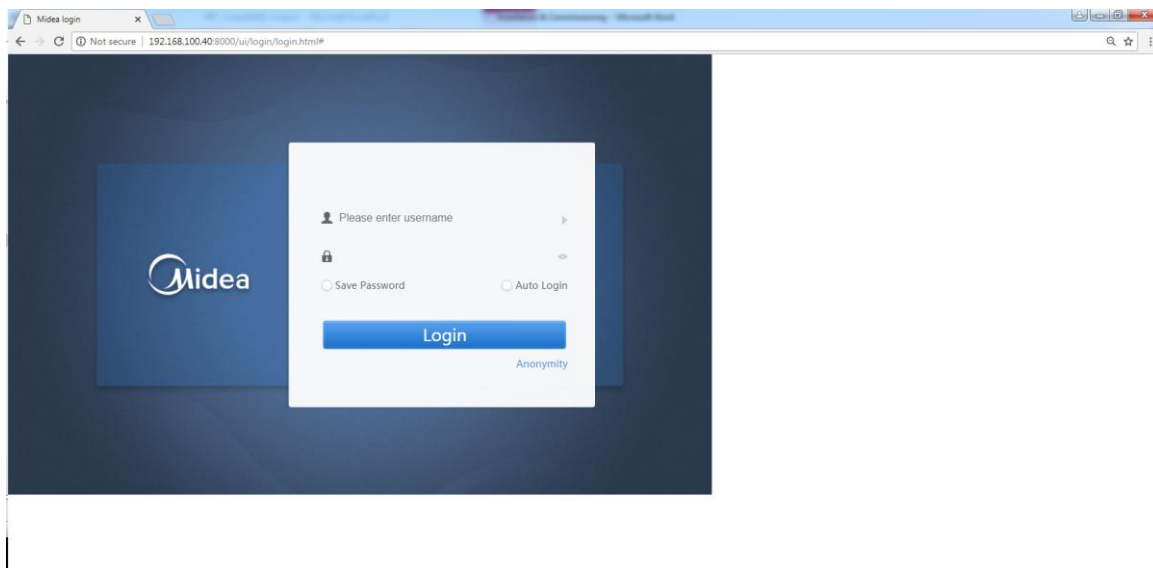 Midea login
Not secure | 192.168.100.40:8000/ui/login/login.html#
Please enter username
Midea
Save Password
Auto Login
Login
Anonymity